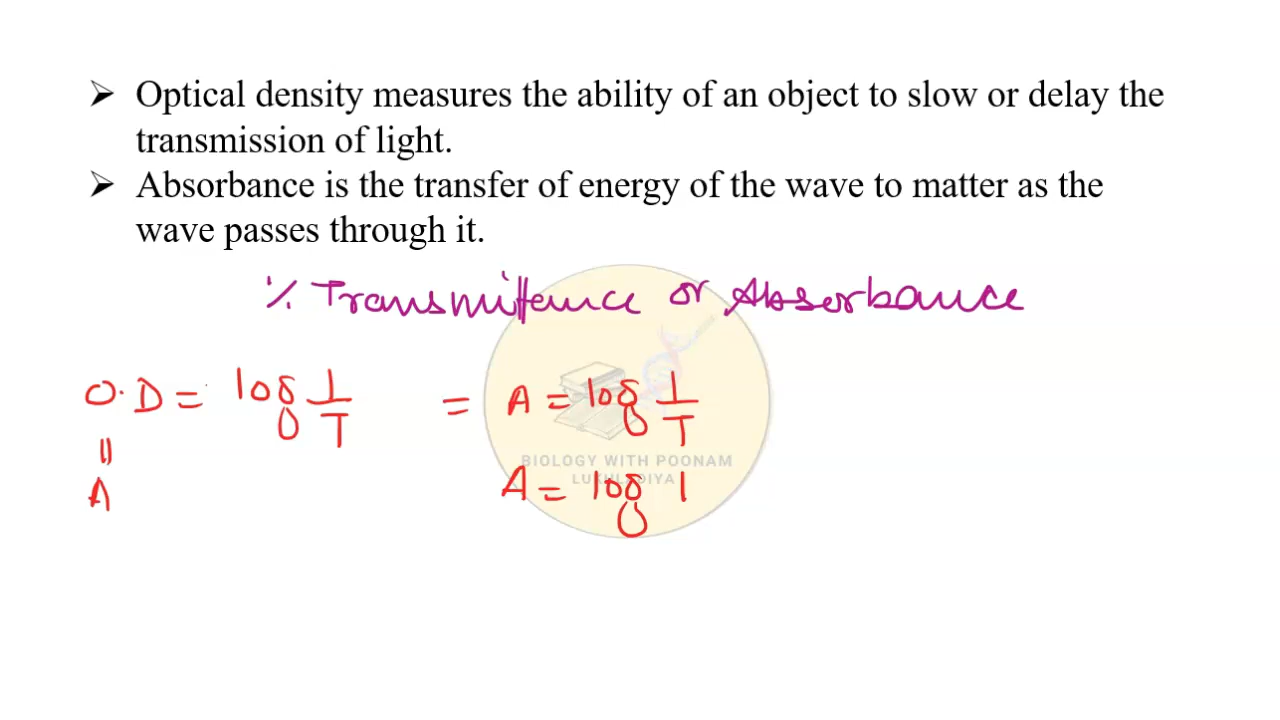 ➢ Optical density measures the ability of an object to slow or delay the
transmission of light.
➢ Absorbance is the transfer of energy of the wave to matter as the
wave passes through it.
% Transmittence or Absorbance
O.D = log 1/T = A = log 1/T
||
A
BIOLOGY WITH POONAM
LUKHLADIYA
A = log 1